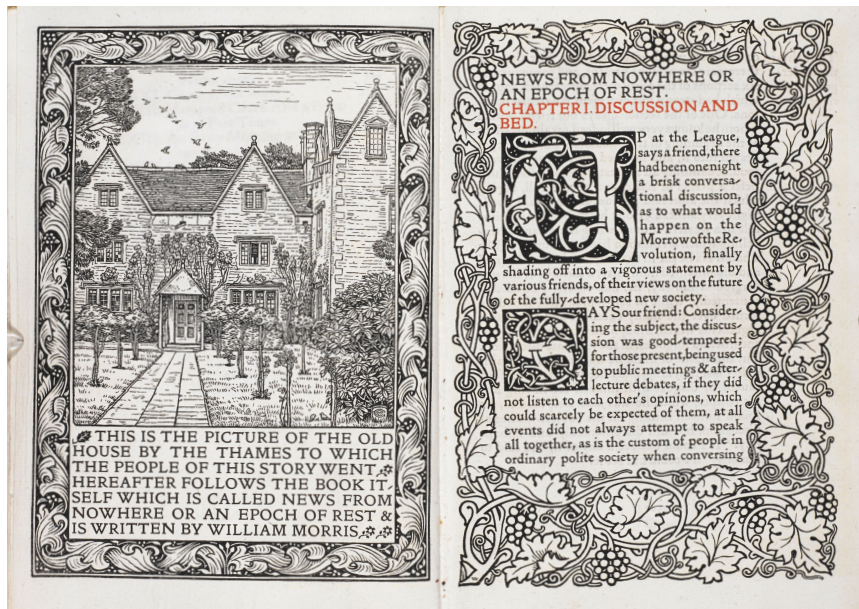 THIS IS THE PICTURE OF THE OLD
HOUSE BY THE THAMES TO WHICH
THE PEOPLE OF THIS STORY WENT
HEREAFTER FOLLOWS THE BOOK IT-
SELF WHICH IS CALLED NEWS FROM
NOWHERE OR AN EPOCH OF REST &
IS WRITTEN BY WILLIAM MORRIS
NEWS FROM NOWHERE OR
AN EPOCH OF REST.
CHAPTER I. DISCUSSION AND
BED.
UP at the League,
says a friend, there
had been one night
a brisk conversa-
tional discussion,
as to what would
happen on the
Morrow of the Re-
volution, finally
shading off into a vigorous statement by
various friends, of their views on the future
of the fully-developed new society.
SAYS our friend: Consider-
ing the subject, the discus-
sion was good-tempered;
for those present, being used
to public meetings & after-
lecture debates, if they did
not listen to each other's opinions, which
could scarcely be expected of them, at all
events did not always attempt to speak
all together, as is the custom of people in
ordinary polite society when conversing